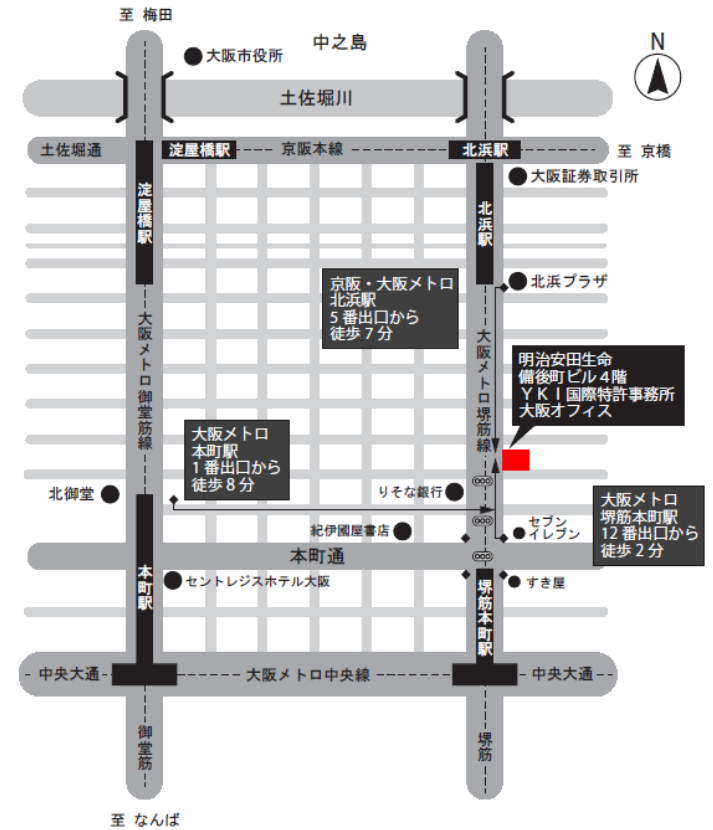 至 梅田
大阪市役所
中之島
N
土佐堀川
土佐堀通
淀屋橋駅
京阪本線
北浜駅
至 京橋
大阪証券取引所
淀屋橋駅
北浜駅
北浜プラザ
京阪・大阪メトロ
北浜駅
5番出口から
徒歩7分
大阪メトロ御堂筋線
大阪メトロ堺筋線
明治安田生命
備後町ビル4階
YKI国際特許事務所
大阪オフィス
大阪メトロ
本町駅
1番出口から
徒歩8分
北御堂
りそな銀行
大阪メトロ
堺筋本町駅
12番出口から
徒歩2分
紀伊國屋書店
セブン
イレブン
本町通
本町駅
セントレジスホテル大阪
堺筋本町駅
すき屋
中央大通
大阪メトロ中央線
中央大通
御堂筋
堺筋
至 なんば